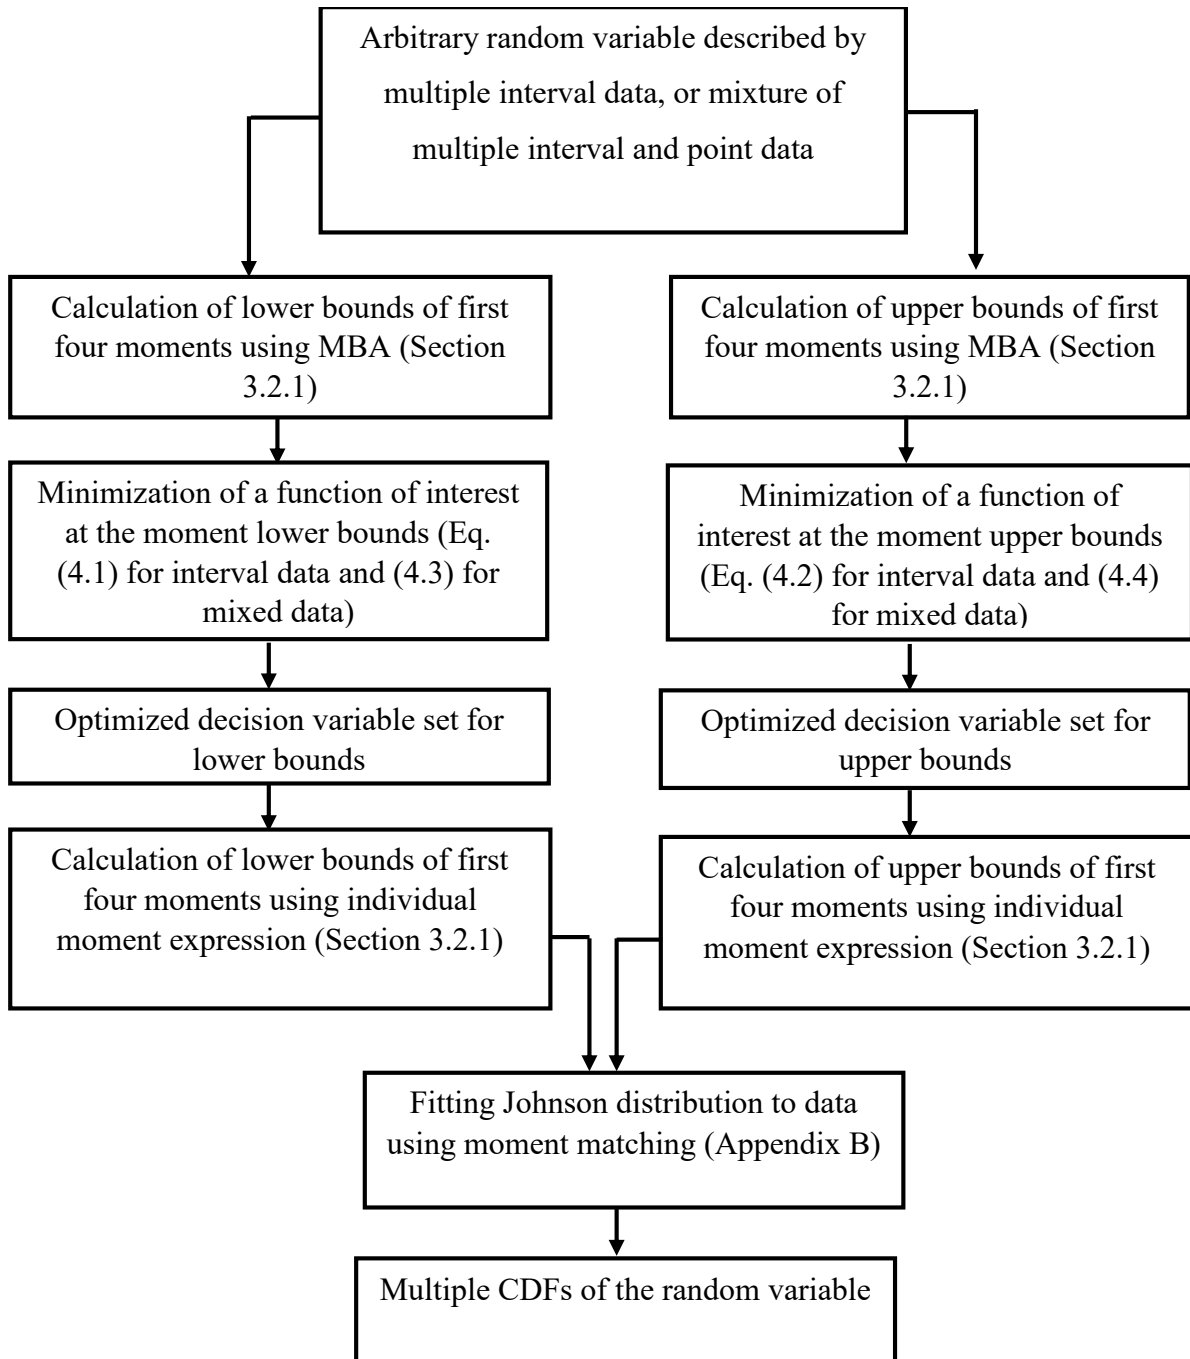 Arbitrary random variable described by
multiple interval data, or mixture of
multiple interval and point data
Calculation of lower bounds of first
four moments using MBA (Section
3.2.1)
Calculation of upper bounds of first
four moments using MBA (Section
3.2.1)
Minimization of a function of interest
at the moment lower bounds (Eq.
(4.1) for interval data and (4.3) for
mixed data)
Minimization of a function of
interest at the moment upper bounds
(Eq. (4.2) for interval data and (4.4)
for mixed data)
Optimized decision variable set for
lower bounds
Optimized decision variable set for
upper bounds
Calculation of lower bounds of first
four moments using individual
moment expression (Section 3.2.1)
Calculation of upper bounds of first
four moments using individual
moment expression (Section 3.2.1)
Fitting Johnson distribution to data
using moment matching (Appendix B)
Multiple CDFs of the random variable